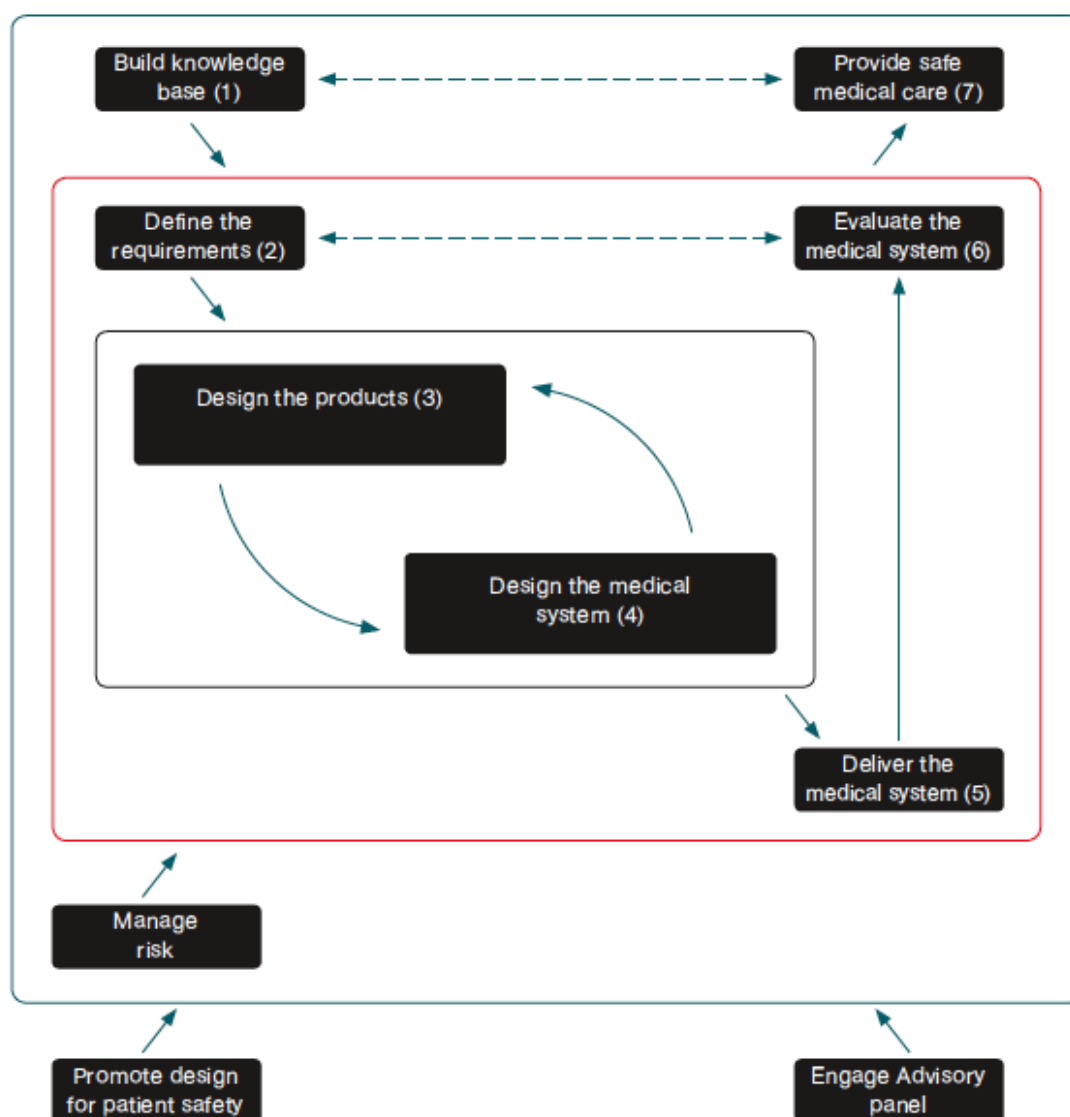 Build knowledge
base (1)
Provide safe
medical care (7)
Define the
requirements (2)
Evaluate the
medical system (6)
Design the products (3)
Design the medical
system (4)
Deliver the
medical system (5)
Manage
risk
Promote design
for patient safety
Engage Advisory
panel